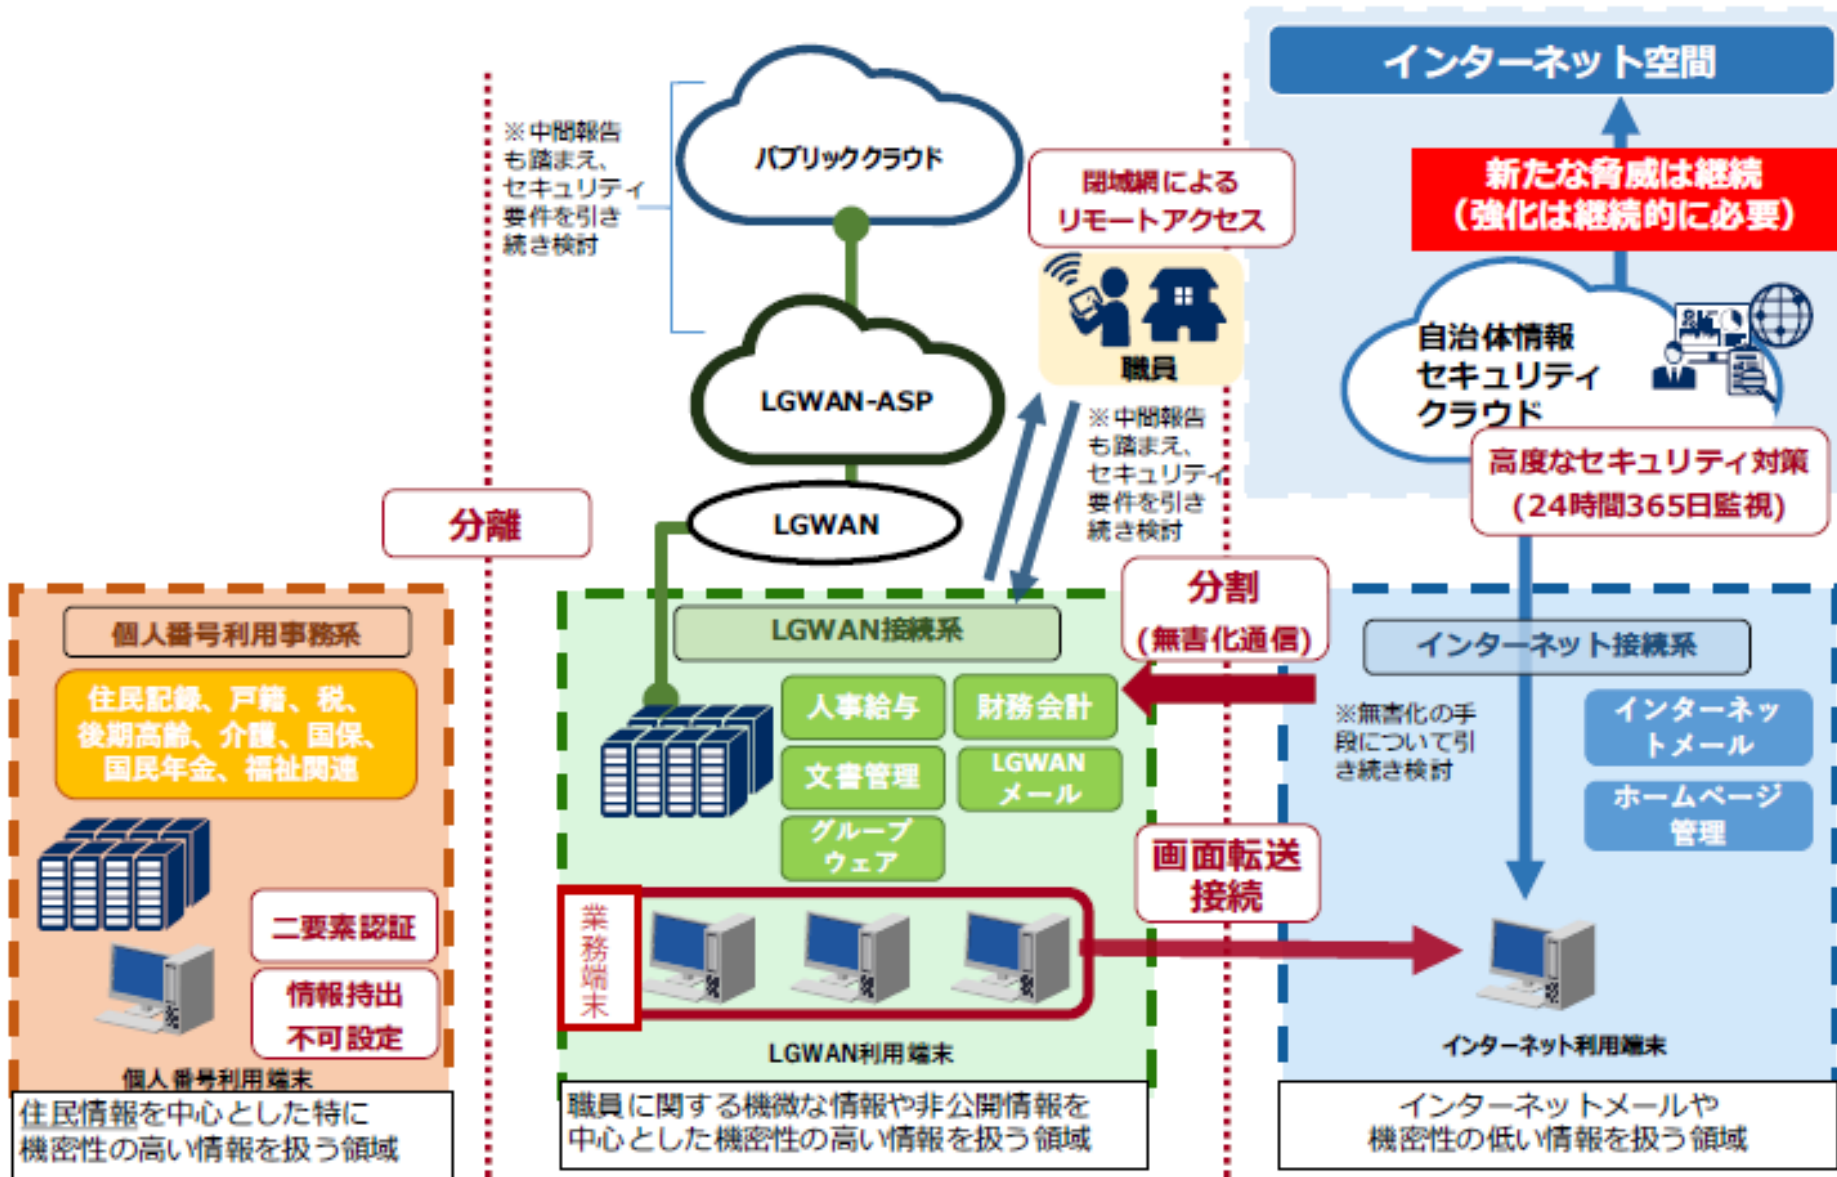 インターネット空間
※中間報告
も踏まえ、
セキュリティ
要件を引き
続き検討
パブリッククラウド
閉域網による
リモートアクセス
新たな脅威は継続
（強化は継続的に必要）
職員
自治体情報
セキュリティ
クラウド
LGWAN-ASP
※中間報告
も踏まえ、
セキュリティ
要件を引き
続き検討
高度なセキュリティ対策
(24時間365日監視)
分離
LGWAN
分割
(無害化通信)
個人番号利用事務系
住民記録、戸籍、税、
後期高齢、介護、国保、
国民年金、福祉関連
二要素認証
情報持出
不可設定
個人番号利用端末
住民情報を中心とした特に
機密性の高い情報を扱う領域
LGWAN接続系
人事給与
財務会計
文書管理
LGWAN
メール
グループ
ウェア
業務端末
LGWAN利用端末
職員に関する機微な情報や非公開情報を
中心とした機密性の高い情報を扱う領域
画面転送
接続
インターネット接続系
※無害化の手
段について引
き続き検討
インターネッ
トメール
ホームページ
管理
インターネット利用端末
インターネットメールや
機密性の低い情報を扱う領域